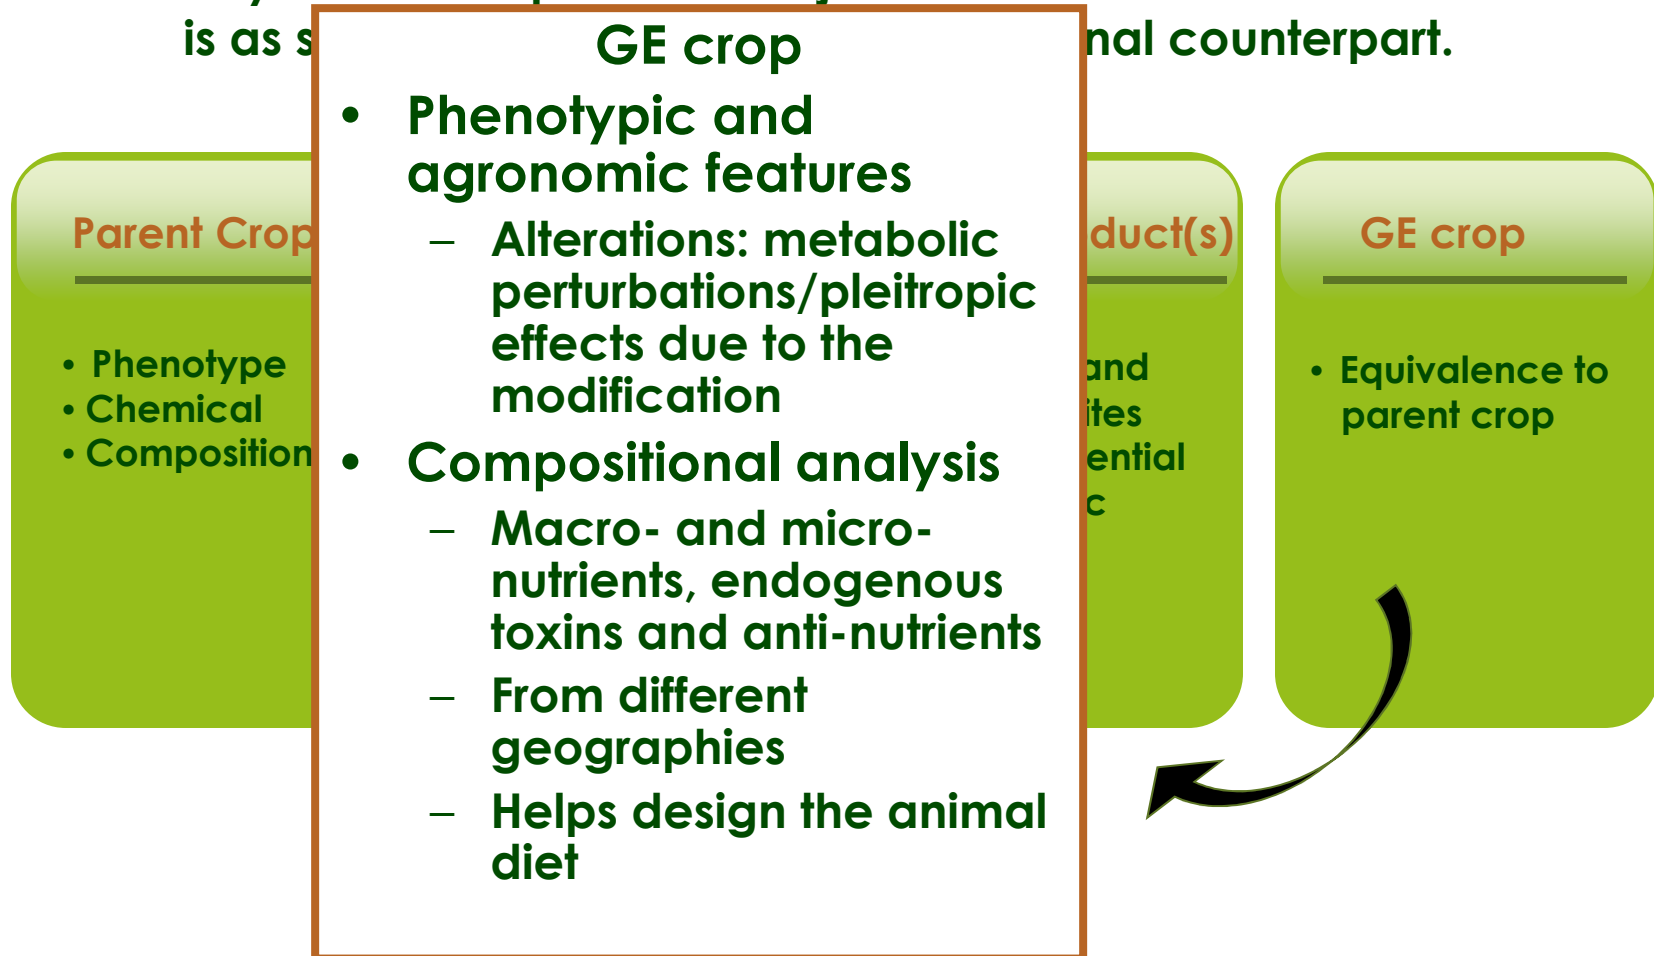 is as
nal counterpart.
GE crop
• Phenotypic and
agronomic features
– Alterations: metabolic
perturbations/pleitropic
effects due to the
modification
• Compositional analysis
– Macro- and micro-
nutrients, endogenous
toxins and anti-nutrients
– From different
geographies
– Helps design the animal
diet
Parent Crop
• Phenotype
• Chemical
• Composition
duct(s)
and
ites
ential
c
GE crop
• Equivalence to
parent crop